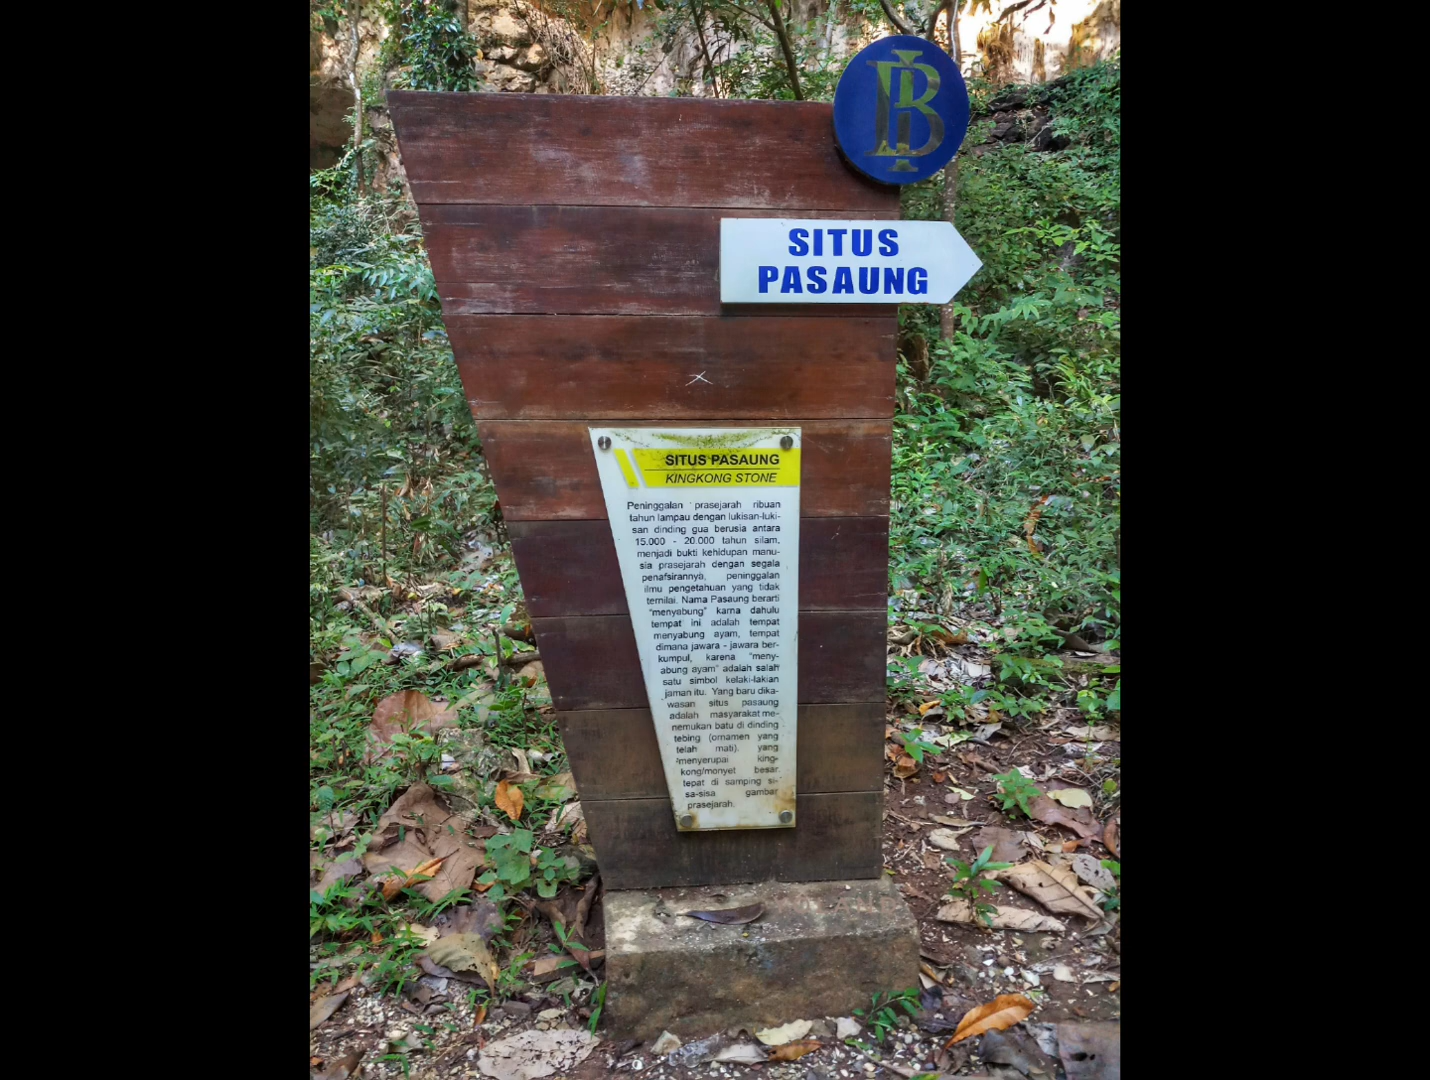 BI
SITUS
PASAUNG
SITUS PASAUNG
KINGKONG STONE
Peninggalan prasejarah ribuan
tahun lampau dengan lukisan-luki-
san dinding gua berusia antara
15.000 - 20.000 tahun silam,
menjadi bukti kehidupan manu-
sia prasejarah dengan segala
penafsirannya, peninggalan
ilmu pengetahuan yang tidak
ternilai. Nama Pasaung berarti
"menyabung" karna dahulu
tempat ini adalah tempat
menyabung ayam, tempat
dimana jawara - jawara ber-
kumpul, karena "meny-
abung ayam" adalah salah
satu simbol kelaki-lakian
jaman itu. Yang baru dika-
wasan situs pasaung
adalah masyarakat me-
nemukan batu di dinding
tebing (ornamen yang
telah mati), yang
menyerupai king-
kong/monyet besar.
tepat di samping si-
sa-sisa gambar
prasejarah.